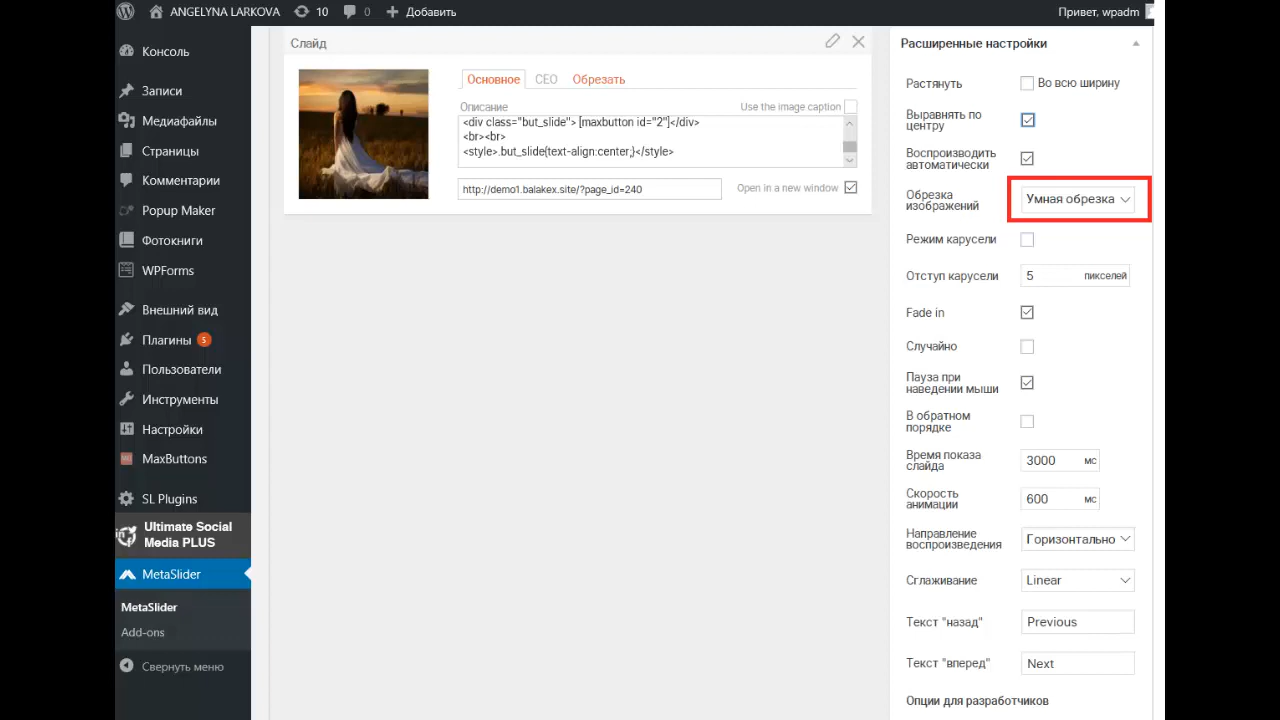 ANGELYNA LARKOVA
10
0
Добавить
Привет, wpadm
Консоль
Записи
Медиафайлы
Страницы
Комментарии
Popup Maker
Фотокниги
WPForms
Внешний вид
Плагины 5
Пользователи
Инструменты
Настройки
MaxButtons
SL Plugins
Ultimate Social
Media PLUS
MetaSlider
MetaSlider
Add-ons
Свернуть меню
Слайд
Основное
СЕО
Обрезать
Описание
Use the image caption
<div class="but_slide"> [maxbutton id="2"]</div>
<br><br>
<style>.but_slide{text-align:center;}</style>
http://demo1.balakex.site/?page_id=240
Open in a new window
Расширенные настройки
Растянуть
Во всю ширину
Выравнять по
центру
Воспроизводить
автоматически
Обрезка
изображений
Умная обрезка
Режим карусели
Отступ карусели
5 пикселей
Fade in
Случайно
Пауза при
наведении мыши
В обратном
порядке
Время показа
слайда
3000 мс
Скорость
анимации
600 мс
Направление
воспроизведения
Горизонтально
Сглаживание
Linear
Текст "назад"
Previous
Текст "вперед"
Next
Опции для разработчиков